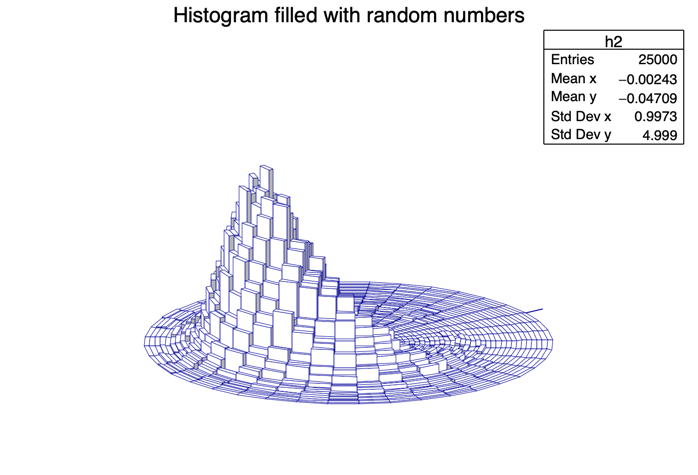 Histogram filled with random numbers
h2
Entries 25000
Mean x −0.00243
Mean y −0.04709
Std Dev x 0.9973
Std Dev y 4.999